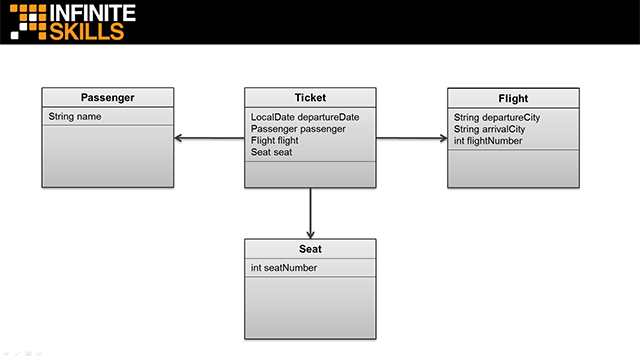 INFINITE
SKILLS
Passenger
String name
Ticket
LocalDate departureDate
Passenger passenger
Flight flight
Seat seat
Flight
String departureCity
String arrivalCity
int flightNumber
Seat
int seatNumber